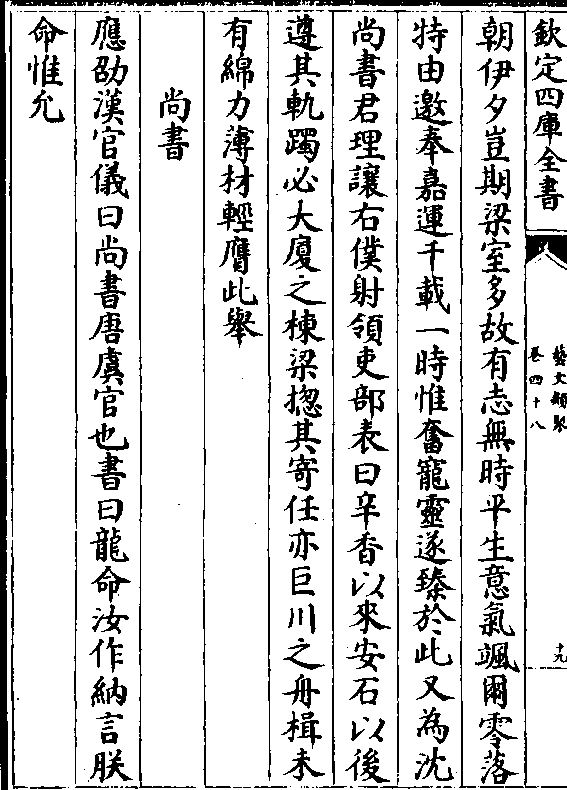 欽定四庫全書
藝文類聚
卷四十八
十九
朝伊夕豈期梁室多故有志無時平生意氣颯爾零落
特由邀奉嘉運千載一時惟奮寵靈遂臻於此又為沈
尚書君理讓右僕射領吏部表曰辛香以來安石以後
遵其軌躅必大廈之棟梁揔其寄任亦巨川之舟楫未
有綿力薄材輕膺此舉
尚書
應劭漢官儀曰尚書唐虞官也書曰龍命汝作納言朕
命惟允